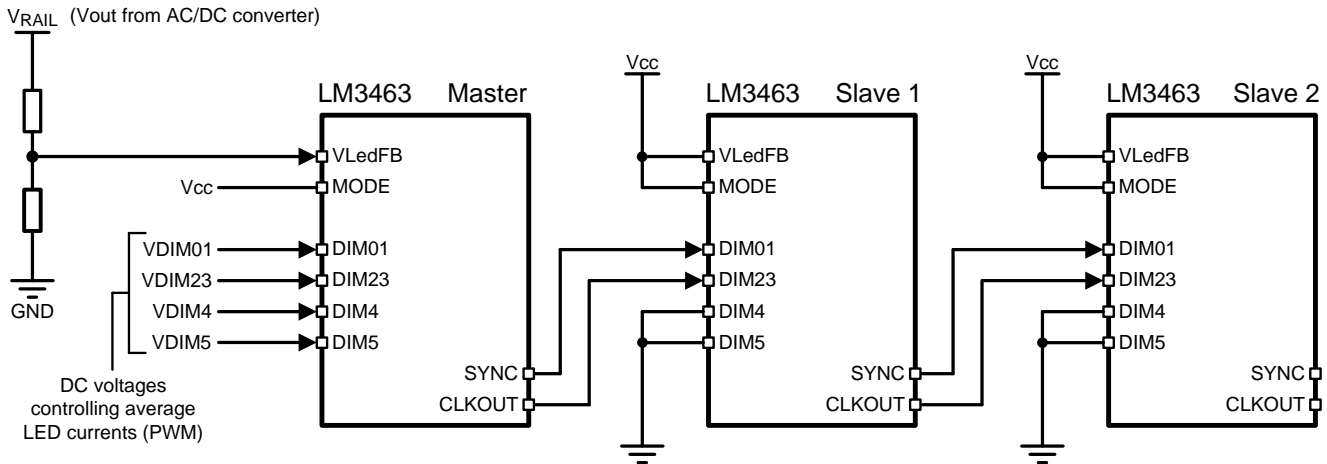 VRAIL (Vout from AC/DC converter)
GND
LM3463 Master
VLedFB
Vcc MODE
VDIM01 DIM01
VDIM23 DIM23
VDIM4 DIM4
VDIM5 DIM5
SYNC
CLKOUT
DC voltages
controlling average
LED currents (PWM)
Vcc
LM3463 Slave 1
VLedFB
MODE
DIM01
DIM23
DIM4
DIM5
SYNC
CLKOUT
Vcc
LM3463 Slave 2
VLedFB
MODE
DIM01
DIM23
DIM4
DIM5
SYNC
CLKOUT